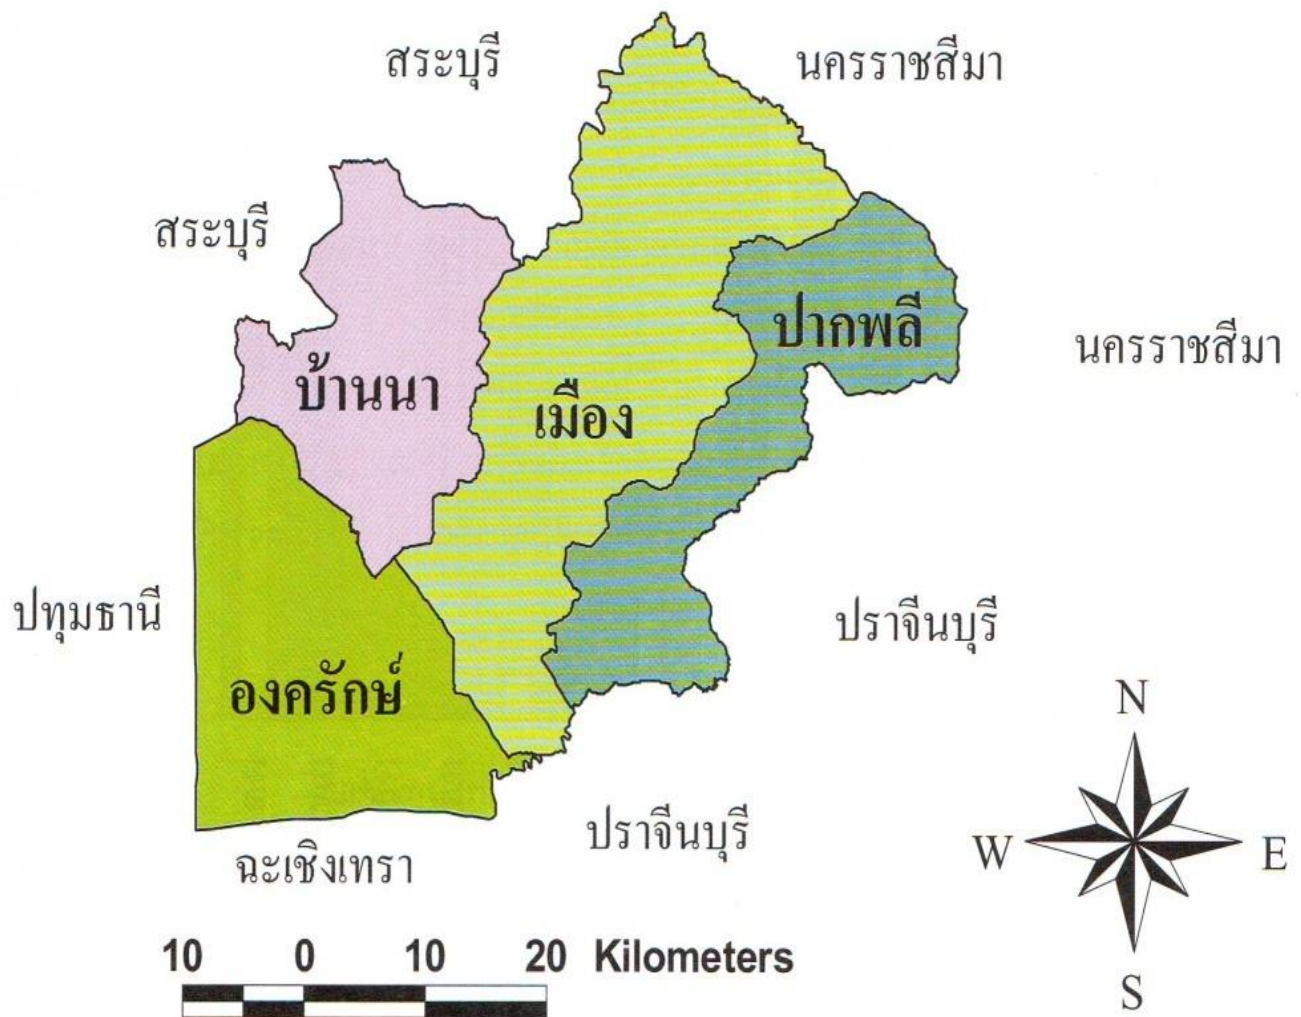 สระบุรี
นครราชสีมา
สระบุรี
ปากพลี
นครราชสีมา
บ้านนา
เมือง
ปทุมธานี
ปราจีนบุรี
องครักษ์
N
ปราจีนบุรี
W
E
ฉะเชิงเทรา
10 0 10 20 Kilometers
S